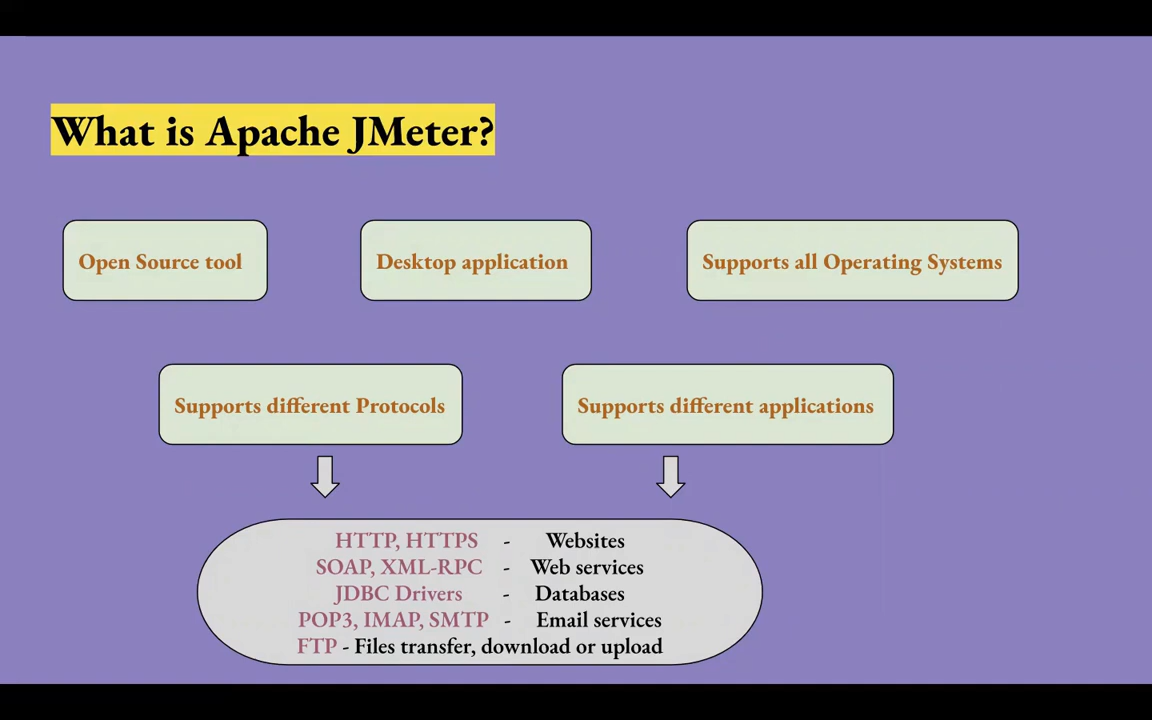 What is Apache JMeter?
Open Source tool
Desktop application
Supports all Operating Systems
Supports different Protocols
Supports different applications
HTTP, HTTPS - Websites
SOAP, XML-RPC - Web services
JDBC Drivers - Databases
POP3, IMAP, SMTP - Email services
FTP - Files transfer, download or upload